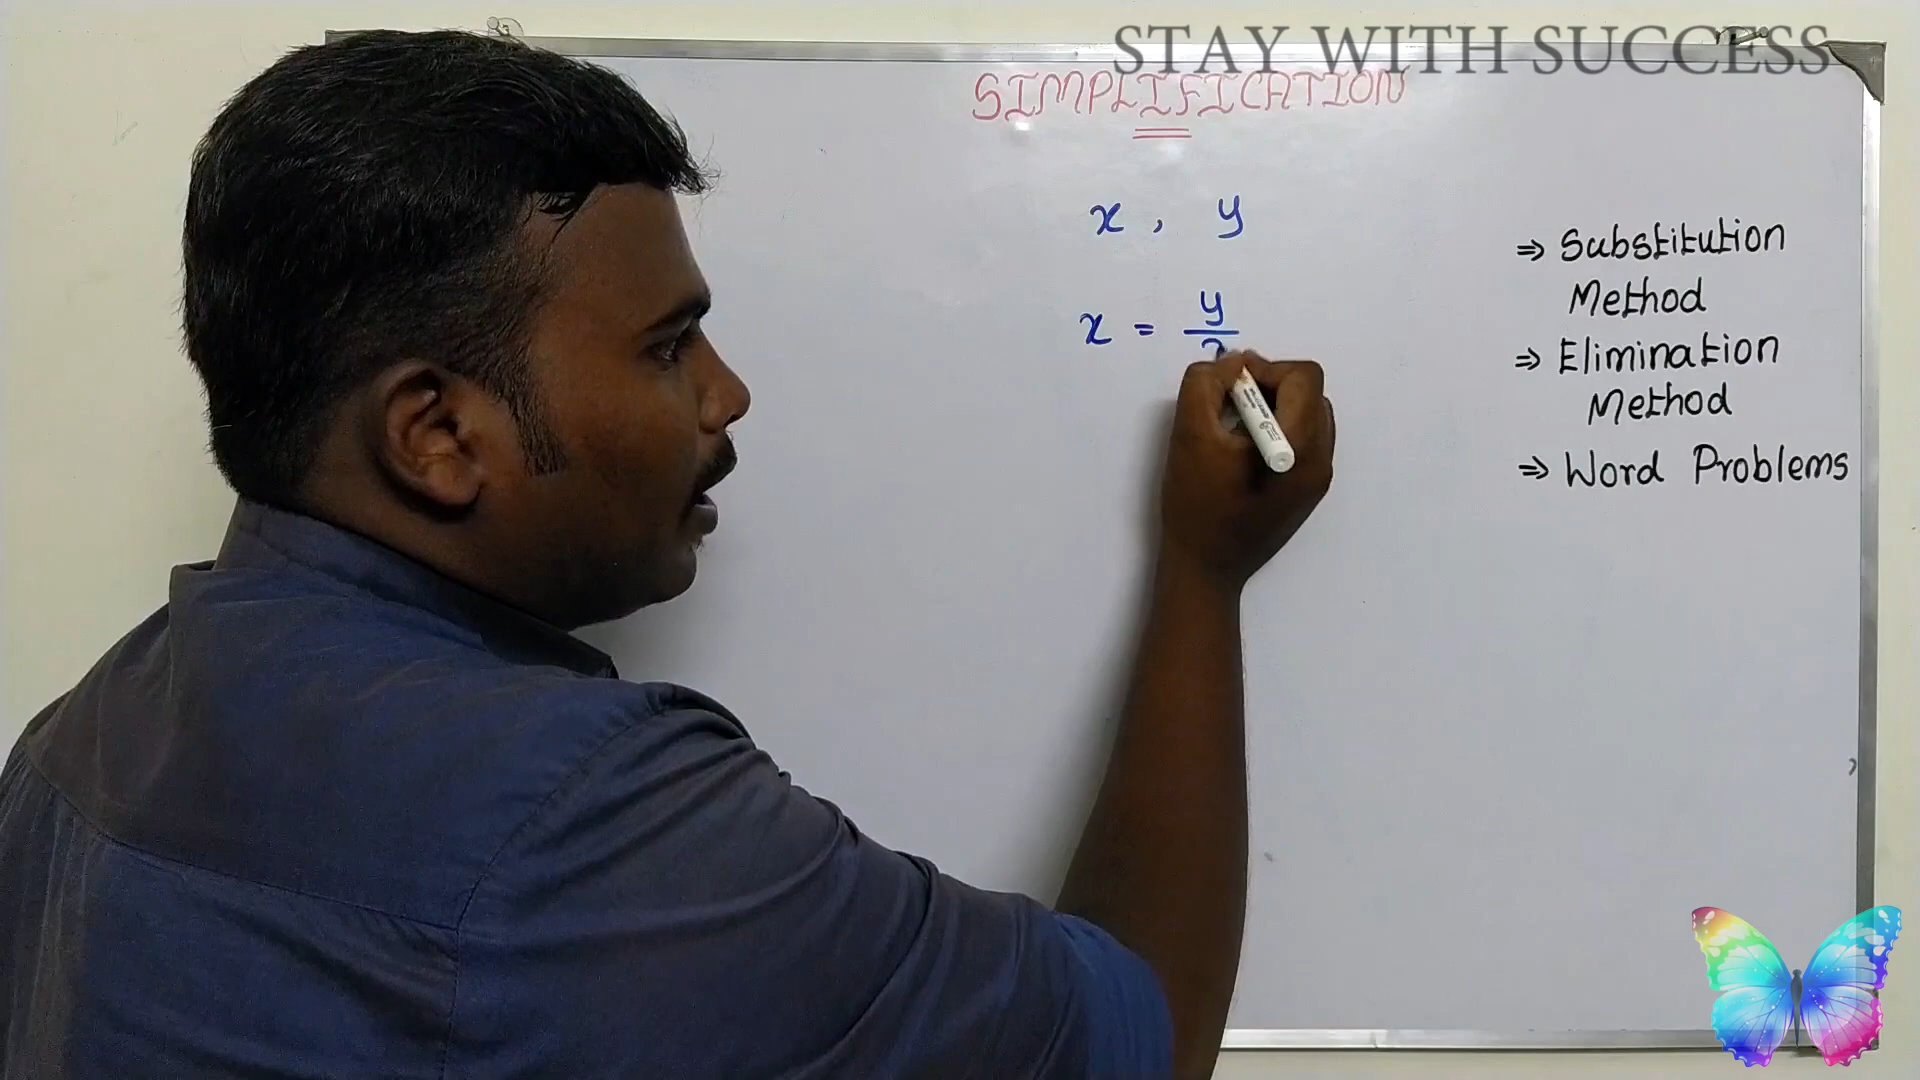 STAY WITH SUCCESS
SIMPLIFICATION
x , y
x = y
⇒ Substitution
Method
⇒ Elimination
Method
⇒ Word Problems